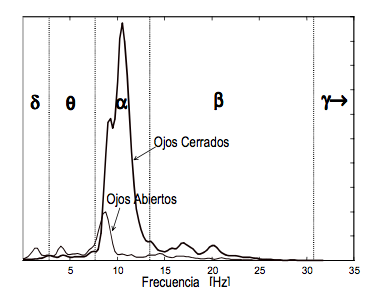 δ θ α β γ→
Ojos Cerrados
Ojos Abiertos
5 10 15 20 25 30 35
Frecuencia [Hz]